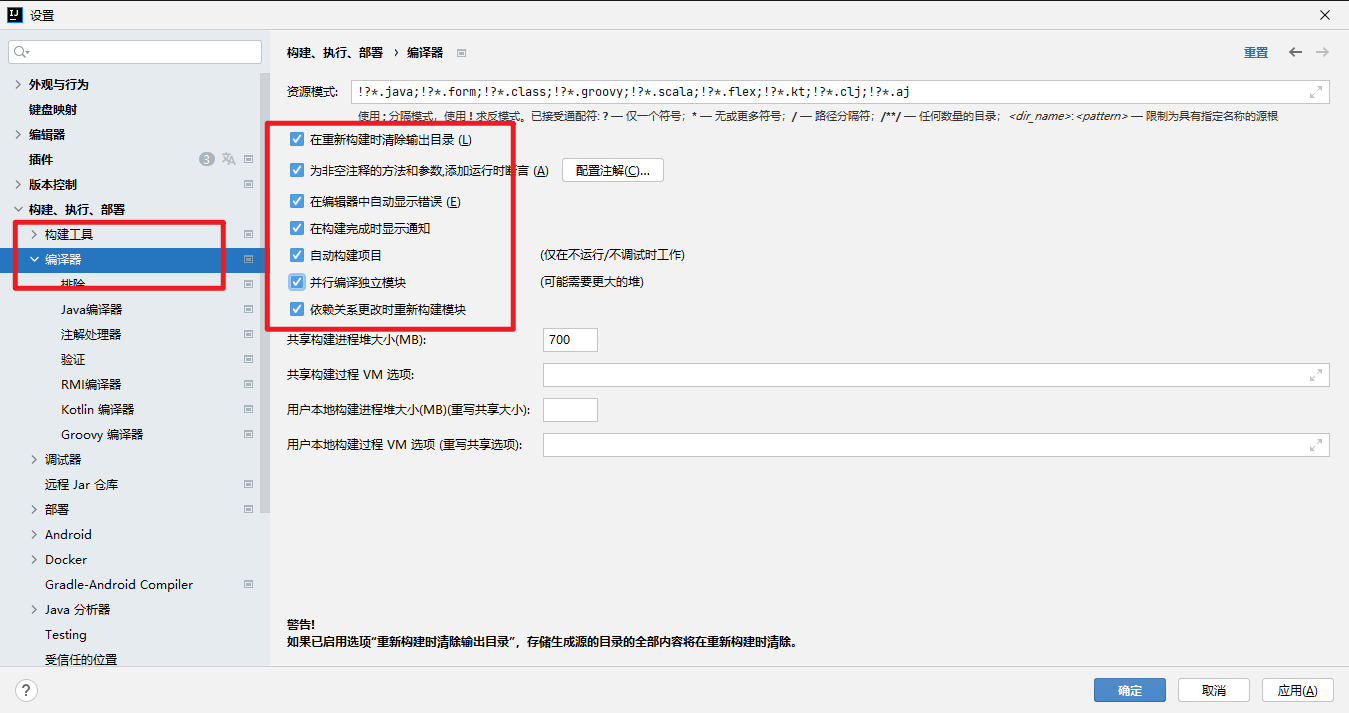 设置
外观与行为
键盘映射
编辑器
插件 3
版本控制
构建、执行、部署
构建工具
编译器
排除
Java编译器
注解处理器
验证
RMI编译器
Kotlin 编译器
Groovy 编译器
调试器
远程 Jar 仓库
部署
Android
Docker
Gradle-Android Compiler
Java 分析器
Testing
受信任的位置
构建、执行、部署 › 编译器
重置
资源模式: !?*.java;!?*.form;!?*.class;!?*.groovy;!?*.scala;!?*.flex;!?*.kt;!?*.clj;!?*.aj
使用 ; 分隔模式，使用 ! 求反模式。已接受通配符: ? — 仅一个符号；* — 无或更多符号；/ — 路径分隔符；/**/ — 任何数量的目录；<dir_name>:<pattern> — 限制为具有指定名称的源根
在重新构建时清除输出目录 (L)
为非空注释的方法和参数,添加运行时断言 (A) 配置注解(C)...
在编辑器中自动显示错误 (E)
在构建完成时显示通知
自动构建项目 (仅在不运行/不调试时工作)
并行编译独立模块 (可能需要更大的堆)
依赖关系更改时重新构建模块
共享构建进程堆大小(MB): 700
共享构建过程 VM 选项:
用户本地构建进程堆大小(MB)(重写共享大小):
用户本地构建过程 VM 选项 (重写共享选项):
警告!
如果已启用选项“重新构建时清除输出目录”，存储生成源的目录的全部内容将在重新构建时清除。
?
确定 取消 应用(A)